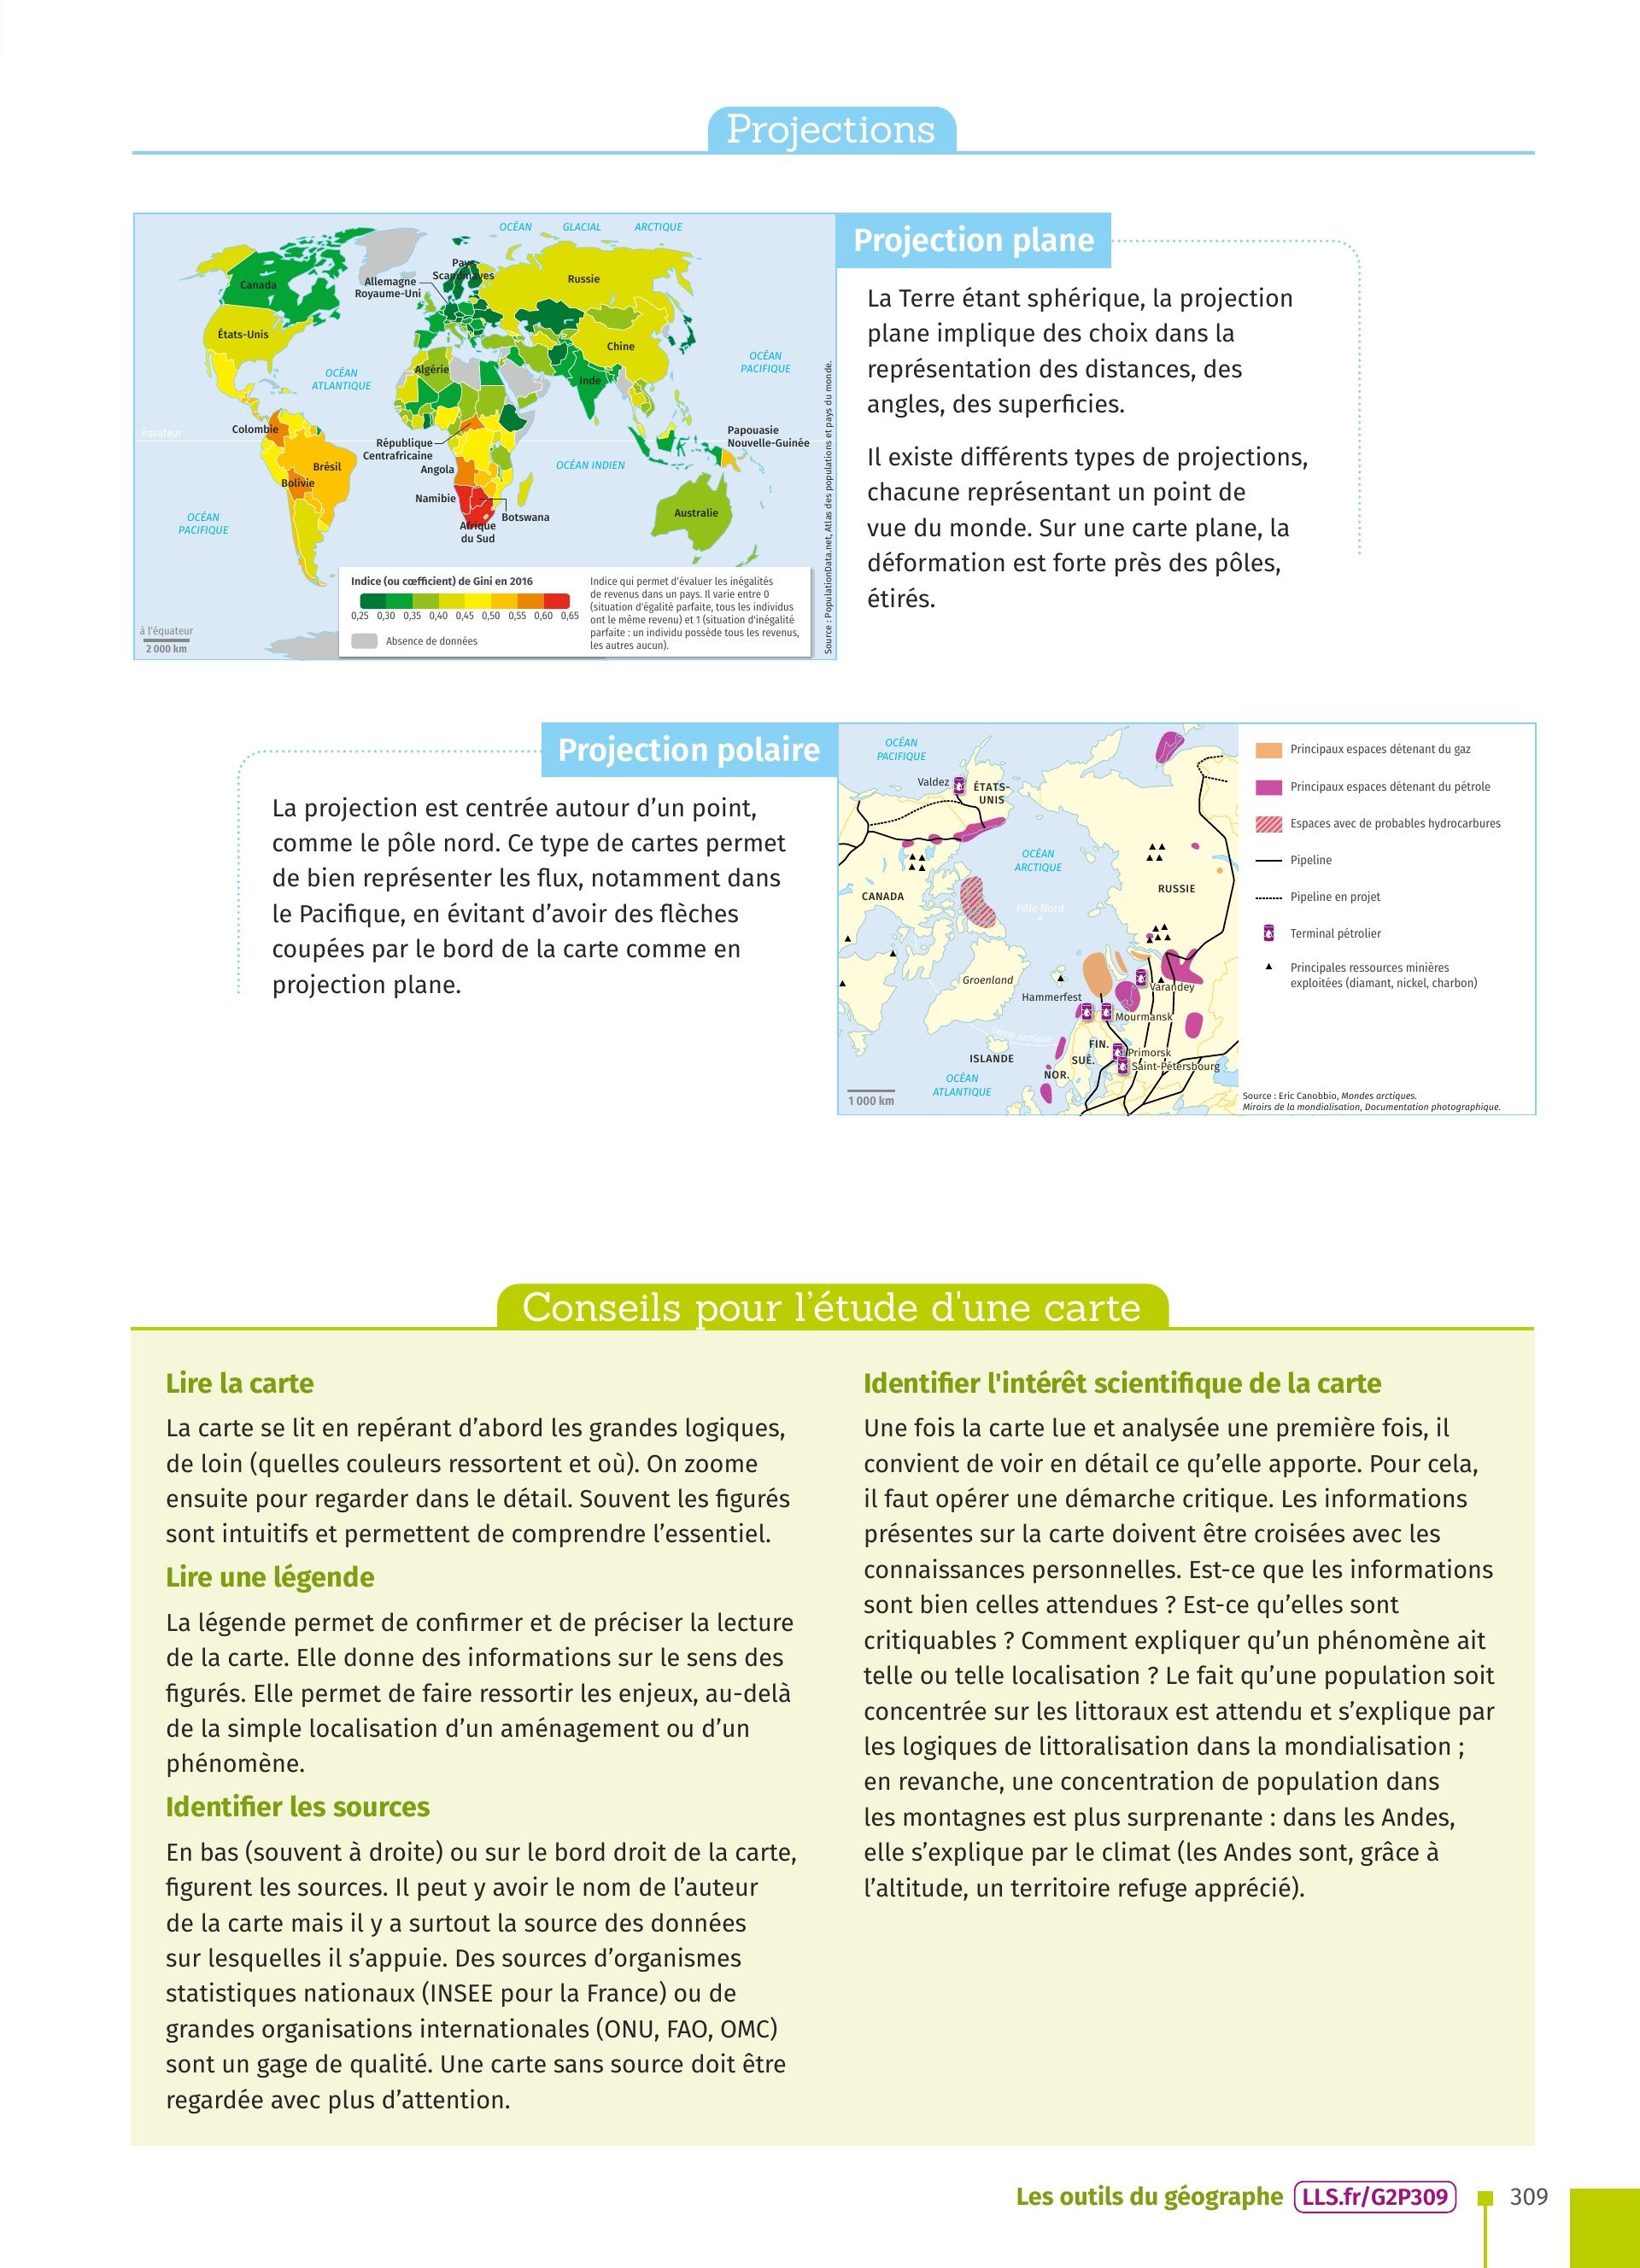 Projections
OCÉAN GLACIAL ARCTIQUE
Pays
Scandinaves
Allemagne
Royaume-Uni
Canada
Russie
États-Unis
Chine
OCÉAN
PACIFIQUE
OCÉAN
ATLANTIQUE
Algérie
Inde
Colombie
équateur
Papouasie
Nouvelle-Guinée
République
Centrafricaine
Angola
OCÉAN INDIEN
Brésil
Bolivie
Namibie
Botswana
Afrique
du Sud
Australie
OCÉAN
PACIFIQUE
à l'équateur
2 000 km
Indice (ou cœfficient) de Gini en 2016
0,25 0,30 0,35 0,40 0,45 0,50 0,55 0,60 0,65
Absence de données
Indice qui permet d'évaluer les inégalités
de revenus dans un pays. Il varie entre 0
(situation d'égalité parfaite, tous les individus
ont le même revenu) et 1 (situation d'inégalité
parfaite : un individu possède tous les revenus,
les autres aucun).
Source : PopulationData.net, Atlas des populations et pays du monde.
Projection plane
La Terre étant sphérique, la projection
plane implique des choix dans la
représentation des distances, des
angles, des superficies.
Il existe différents types de projections,
chacune représentant un point de
vue du monde. Sur une carte plane, la
déformation est forte près des pôles,
étirés.
Projection polaire
La projection est centrée autour d'un point,
comme le pôle nord. Ce type de cartes permet
de bien représenter les flux, notamment dans
le Pacifique, en évitant d'avoir des flèches
coupées par le bord de la carte comme en
projection plane.
OCÉAN
PACIFIQUE
Valdez
ÉTATS-
UNIS
OCÉAN
ARCTIQUE
CANADA
RUSSIE
Pôle Nord
Groenland
Hammerfest
Varandey
Mourmansk
cercle arctique
ISLANDE
FIN.
SUÈ.
NOR.
Primorsk
Saint-Pétersbourg
OCÉAN
ATLANTIQUE
1 000 km
Principaux espaces détenant du gaz
Principaux espaces détenant du pétrole
Espaces avec de probables hydrocarbures
Pipeline
Pipeline en projet
Terminal pétrolier
Principales ressources minières
exploitées (diamant, nickel, charbon)
Source : Eric Canobbio, Mondes arctiques.
Miroirs de la mondialisation, Documentation photographique.
Conseils pour l'étude d'une carte
Lire la carte
La carte se lit en repérant d'abord les grandes logiques,
de loin (quelles couleurs ressortent et où). On zoome
ensuite pour regarder dans le détail. Souvent les figurés
sont intuitifs et permettent de comprendre l'essentiel.
Lire une légende
La légende permet de confirmer et de préciser la lecture
de la carte. Elle donne des informations sur le sens des
figurés. Elle permet de faire ressortir les enjeux, au-delà
de la simple localisation d'un aménagement ou d'un
phénomène.
Identifier les sources
En bas (souvent à droite) ou sur le bord droit de la carte,
figurent les sources. Il peut y avoir le nom de l'auteur
de la carte mais il y a surtout la source des données
sur lesquelles il s'appuie. Des sources d'organismes
statistiques nationaux (INSEE pour la France) ou de
grandes organisations internationales (ONU, FAO, OMC)
sont un gage de qualité. Une carte sans source doit être
regardée avec plus d'attention.
Identifier l'intérêt scientifique de la carte
Une fois la carte lue et analysée une première fois, il
convient de voir en détail ce qu'elle apporte. Pour cela,
il faut opérer une démarche critique. Les informations
présentes sur la carte doivent être croisées avec les
connaissances personnelles. Est-ce que les informations
sont bien celles attendues ? Est-ce qu'elles sont
critiquables ? Comment expliquer qu'un phénomène ait
telle ou telle localisation ? Le fait qu'une population soit
concentrée sur les littoraux est attendu et s'explique par
les logiques de littoralisation dans la mondialisation ;
en revanche, une concentration de population dans
les montagnes est plus surprenante : dans les Andes,
elle s'explique par le climat (les Andes sont, grâce à
l'altitude, un territoire refuge apprécié).
Les outils du géographe LLS.fr/G2P309 309